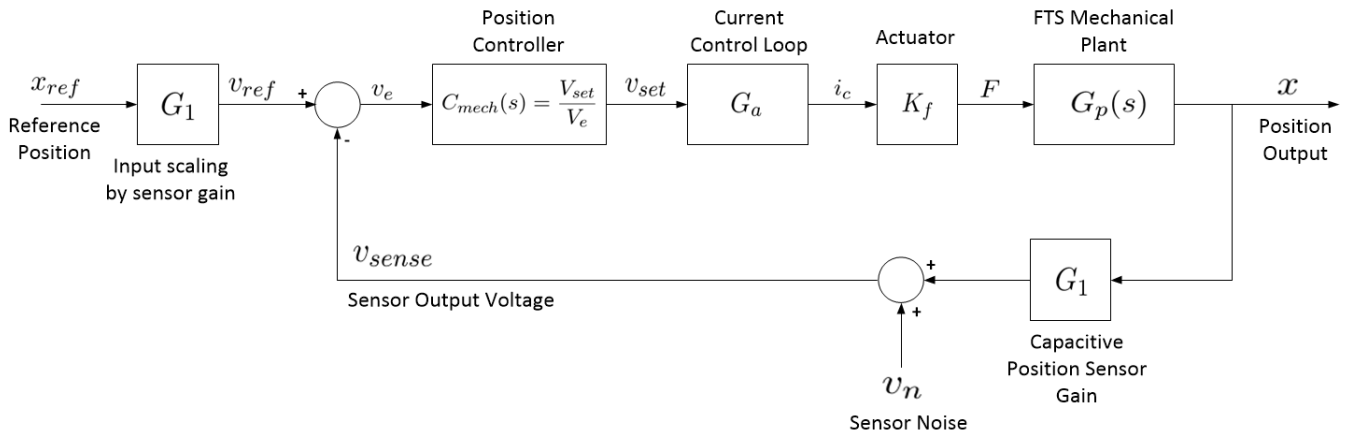 Position
Controller
Current
Control Loop
Actuator
FTS Mechanical
Plant
x_ref
Reference
Position
G_1
Input scaling
by sensor gain
v_ref
+
-
v_e
C_mech(s) = V_set / V_e
v_set
G_a
i_c
K_f
F
G_p(s)
x
Position
Output
v_sense
Sensor Output Voltage
+
+
v_n
Sensor Noise
G_1
Capacitive
Position Sensor
Gain